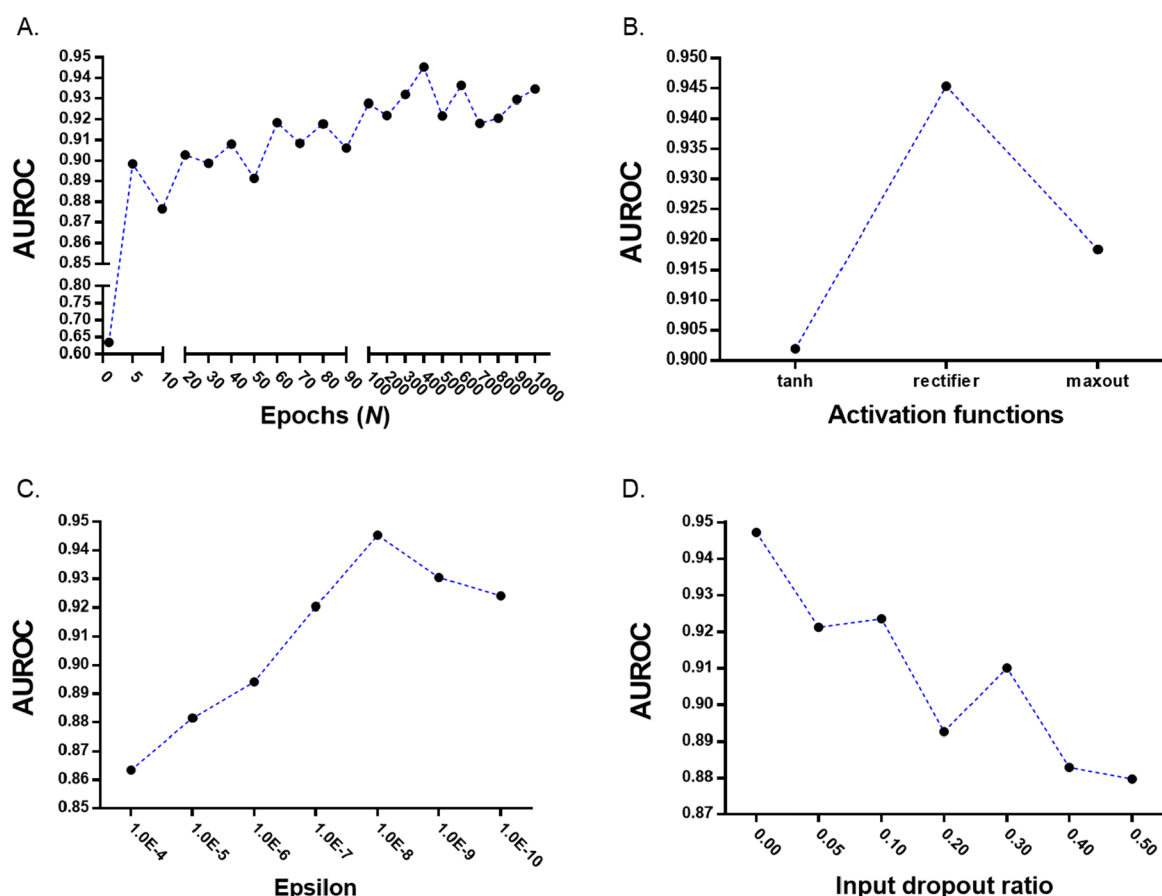 A.
0.95
0.94
0.93
0.92
0.91
0.90
0.89
0.88
0.87
0.86
0.85
0.80
0.75
0.70
0.65
0.60
AUROC
0 5 10 20 30 40 50 60 70 80 90 100 200 300 400 500 600 700 800 900 1000
Epochs (N)
B.
0.950
0.945
0.940
0.935
0.930
0.925
0.920
0.915
0.910
0.905
0.900
AUROC
tanh rectifier maxout
Activation functions
C.
0.95
0.94
0.93
0.92
0.91
0.90
0.89
0.88
0.87
0.86
0.85
AUROC
1.0E-4 1.0E-5 1.0E-6 1.0E-7 1.0E-8 1.0E-9 1.0E-10
Epsilon
D.
0.95
0.94
0.93
0.92
0.91
0.90
0.89
0.88
0.87
AUROC
0.00 0.05 0.10 0.20 0.30 0.40 0.50
Input dropout ratio